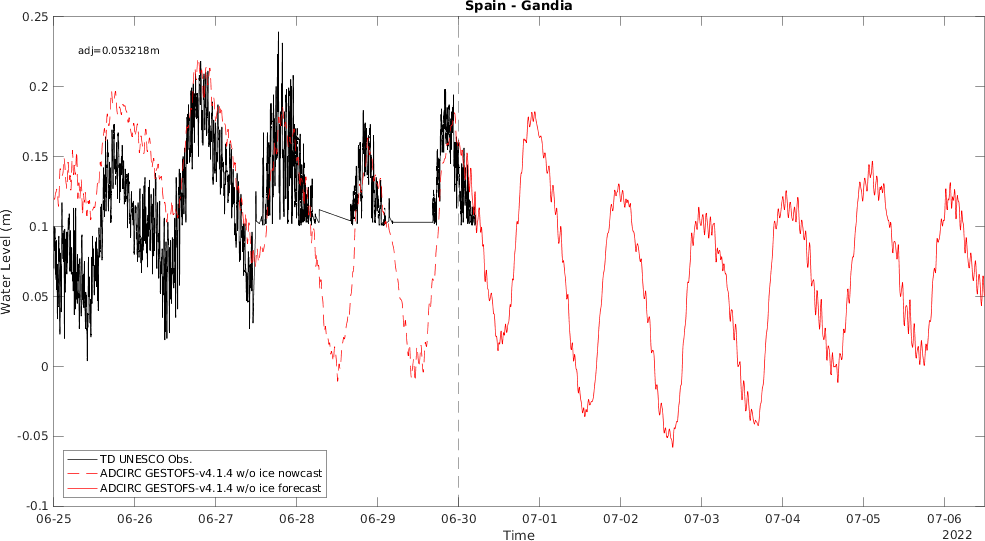 Spain - Gandia
adj=0.053218m
0.25
0.2
0.15
0.1
0.05
0
-0.05
-0.1
Water Level (m)
TD UNESCO Obs.
ADCIRC GESTOFS-v4.1.4 w/o ice nowcast
ADCIRC GESTOFS-v4.1.4 w/o ice forecast
06-25 06-26 06-27 06-28 06-29 06-30 07-01 07-02 07-03 07-04 07-05 07-06
Time
2022